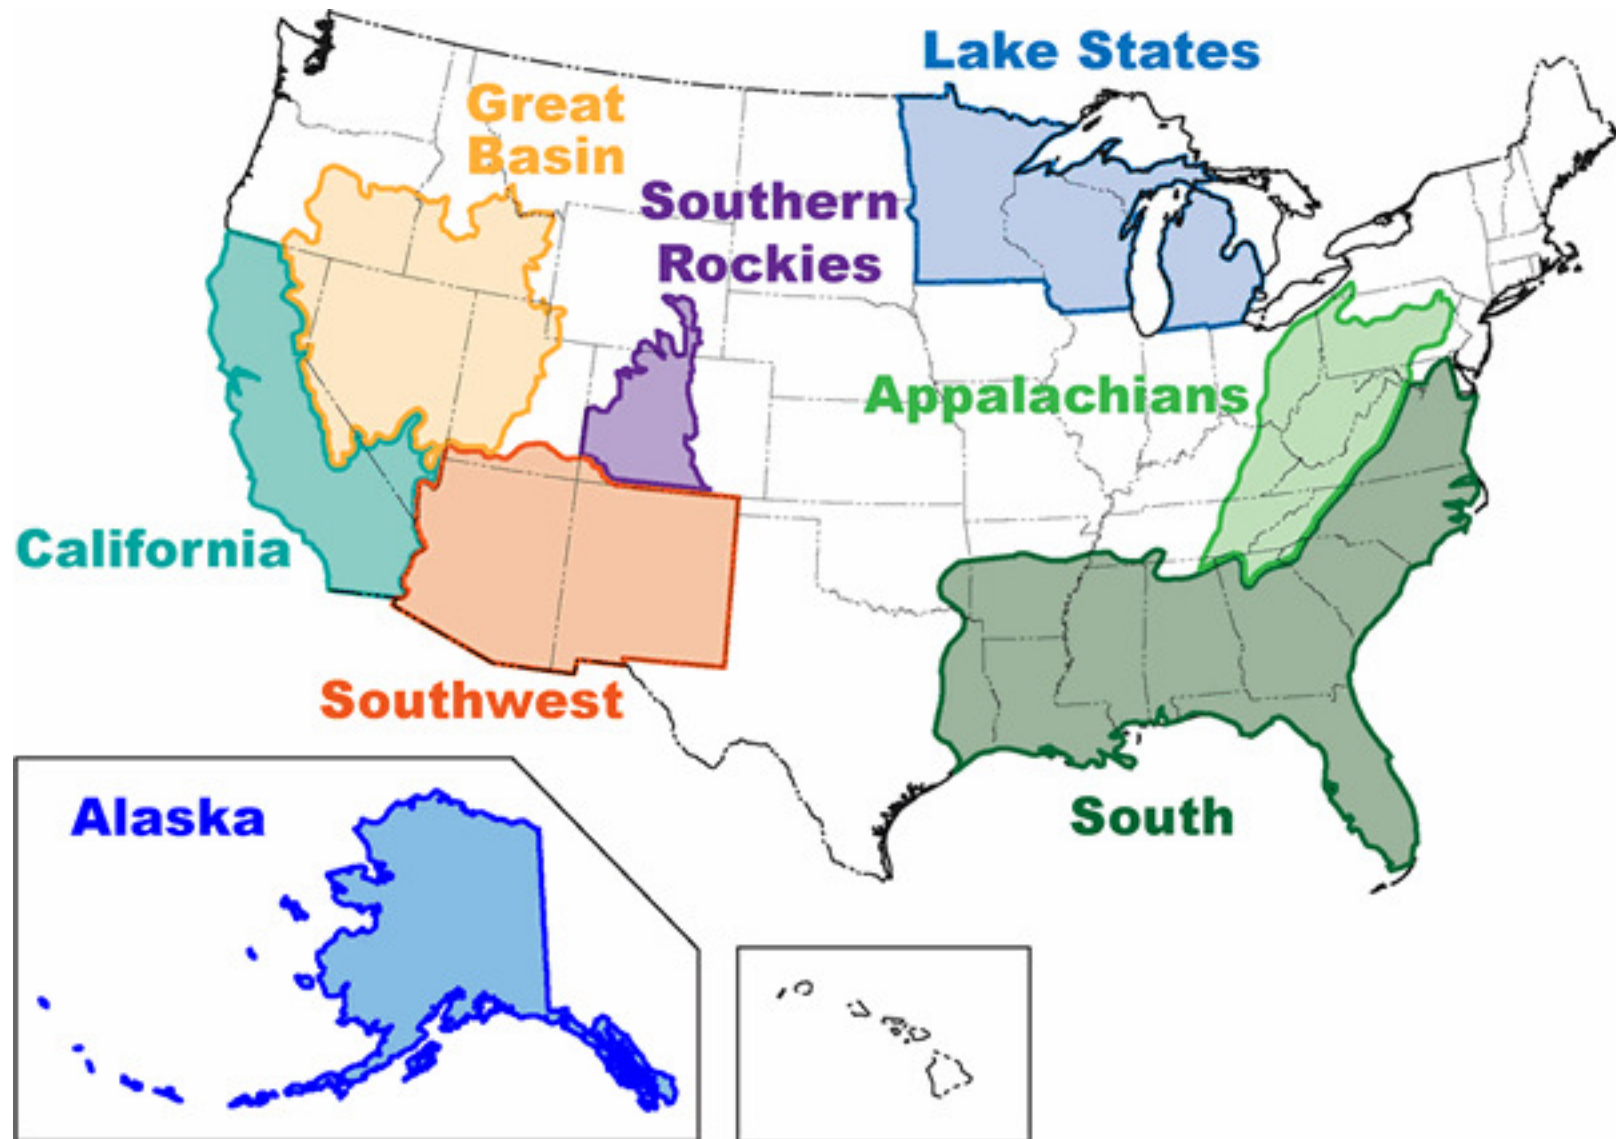 Lake States
Great
Basin
Southern
Rockies
Appalachians
California
Southwest
Alaska
South